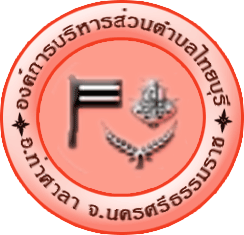 องค์การบริหารส่วนตำบลไทยบุรี
อ.ท่าศาลา จ.นครศรีธรรมราช